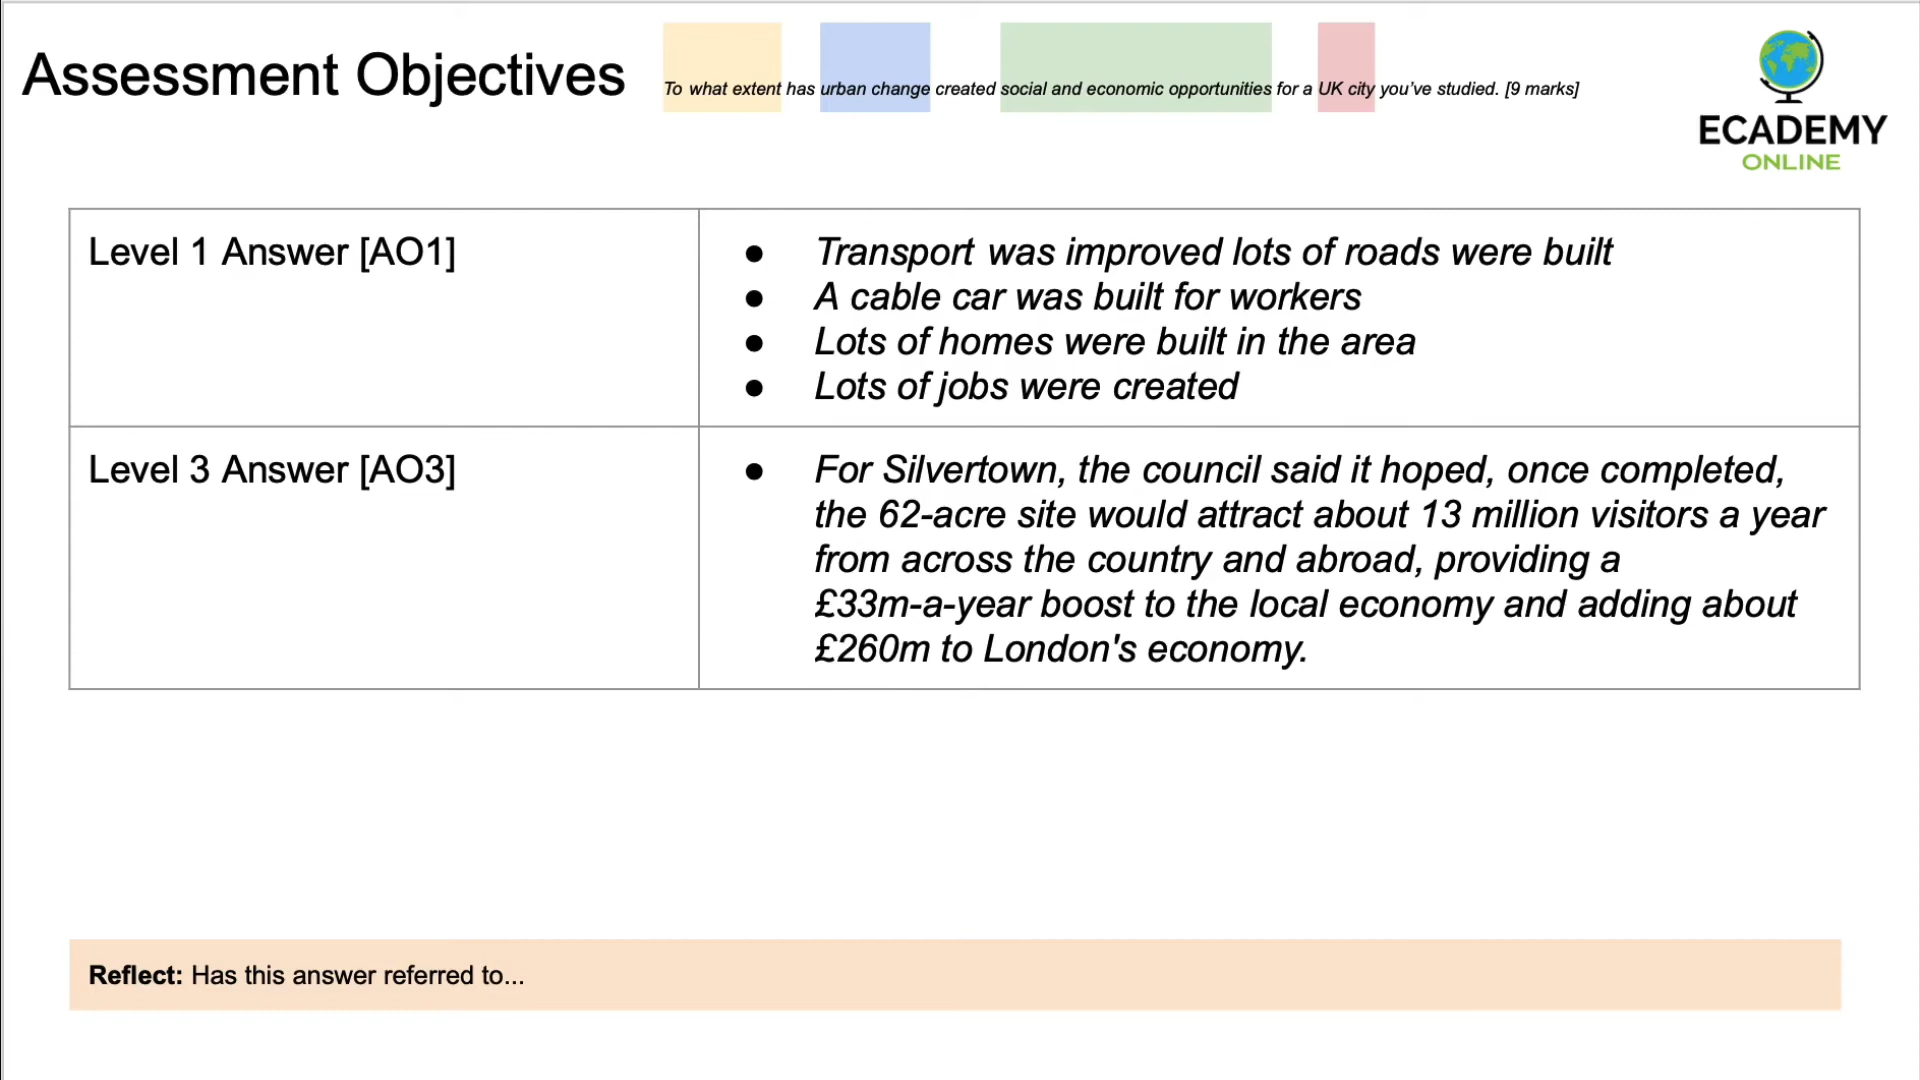 Assessment Objectives
To what extent has urban change created social and economic opportunities for a UK city you've studied. [9 marks]
ECADEMY
ONLINE
Level 1 Answer [AO1]
● Transport was improved lots of roads were built
● A cable car was built for workers
● Lots of homes were built in the area
● Lots of jobs were created
Level 3 Answer [AO3]
● For Silvertown, the council said it hoped, once completed,
the 62-acre site would attract about 13 million visitors a year
from across the country and abroad, providing a
£33m-a-year boost to the local economy and adding about
£260m to London's economy.
Reflect: Has this answer referred to...